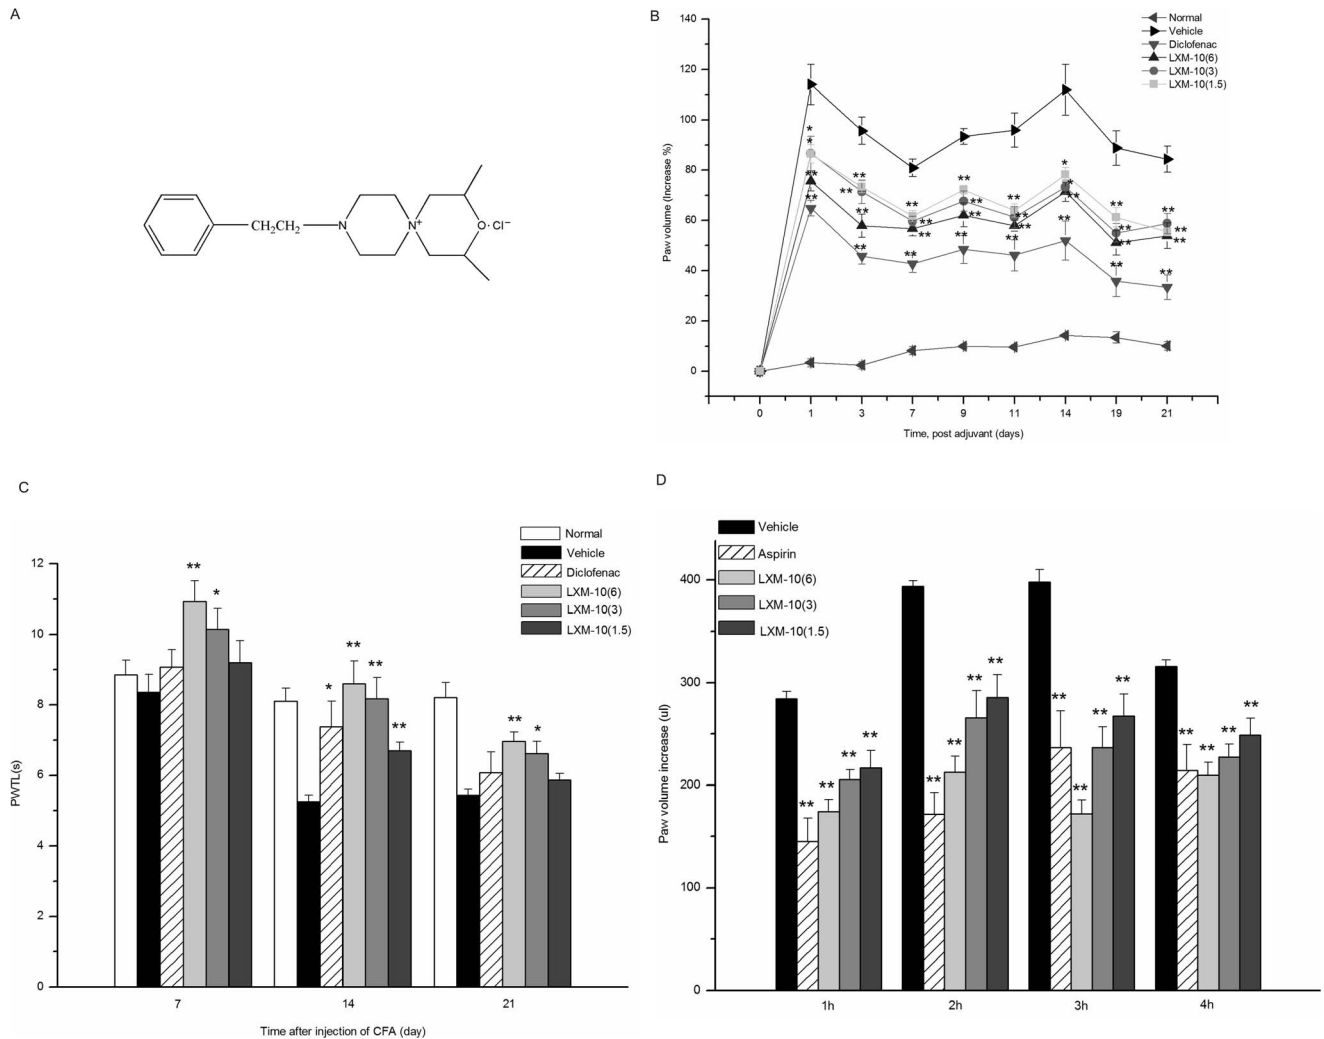 A
CH₂CH₂
N
N⁺
O
· Cl⁻
B
Normal
Vehicle
Diclofenac
LXM-10(6)
LXM-10(3)
LXM-10(1.5)
140
120
100
80
60
40
20
0
Paw volume (Increase %)
0 1 3 7 9 11 14 19 21
Time, post adjuvant (days)
* * ** ** ** ** ** ** ** ** ** ** ** ** ** ** ** ** ** ** * * ** ** ** ** ** ** ** ** ** **
C
Normal
Vehicle
Diclofenac
LXM-10(6)
LXM-10(3)
LXM-10(1.5)
12
10
8
6
4
2
0
PWTL(s)
** * * ** ** ** ** *
7 14 21
Time after injection of CFA (day)
D
Vehicle
Aspirin
LXM-10(6)
LXM-10(3)
LXM-10(1.5)
400
300
200
100
0
Paw volume increase (ul)
** ** ** ** ** ** ** ** ** ** ** ** ** ** ** **
1h 2h 3h 4h